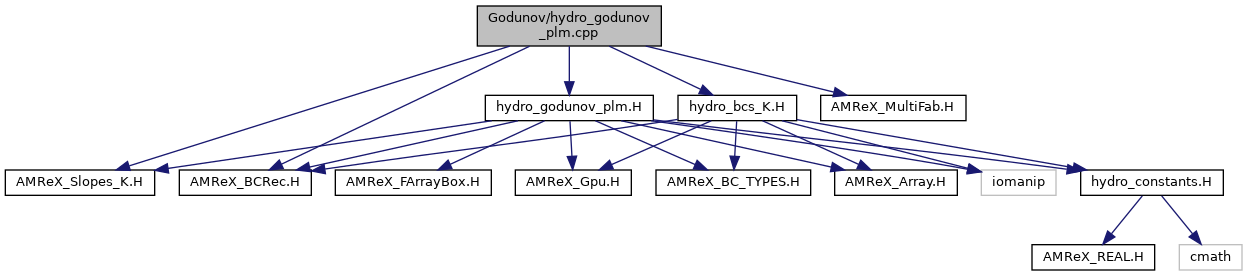 Godunov/hydro_godunov
_plm.cpp
hydro_godunov_plm.H
hydro_bcs_K.H
AMReX_MultiFab.H
AMReX_Slopes_K.H
AMReX_BCRec.H
AMReX_FArrayBox.H
AMReX_Gpu.H
AMReX_BC_TYPES.H
AMReX_Array.H
iomanip
hydro_constants.H
AMReX_REAL.H
cmath